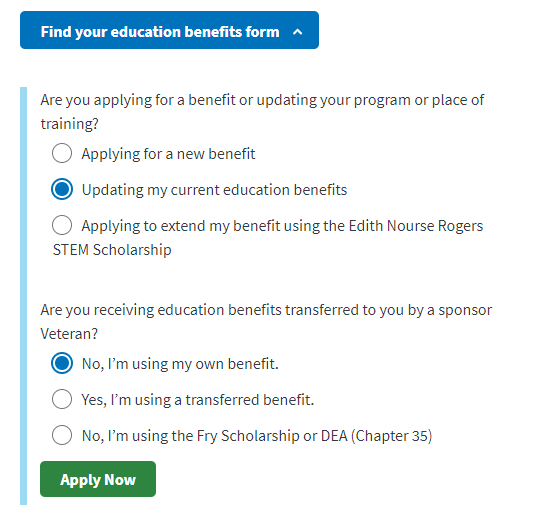 Find your education benefits form
Are you applying for a benefit or updating your program or place of
training?
Applying for a new benefit
Updating my current education benefits
Applying to extend my benefit using the Edith Nourse Rogers
STEM Scholarship
Are you receiving education benefits transferred to you by a sponsor
Veteran?
No, I’m using my own benefit.
Yes, I’m using a transferred benefit.
No, I’m using the Fry Scholarship or DEA (Chapter 35)
Apply Now